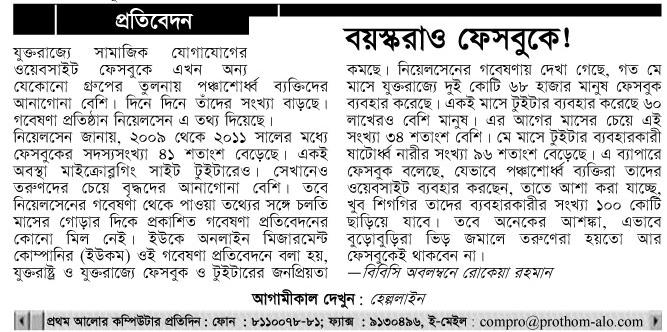 প্রতিবেদন
বয়স্করাও ফেসবুকে!
যুক্তরাজ্যে সামাজিক যোগাযোগের
ওয়েবসাইট ফেসবুকে এখন অন্য
যেকোনো গ্রুপের তুলনায় পঞ্চাশোর্ধ্ব ব্যক্তিদের
আনাগোনা বেশি। দিনে দিনে তাঁদের সংখ্যা বাড়ছে।
গবেষণা প্রতিষ্ঠান নিয়েলসেন এ তথ্য দিয়েছে।
নিয়েলসেন জানায়, ২০০৯ থেকে ২০১১ সালের মধ্যে
ফেসবুকের সদস্যসংখ্যা ৪১ শতাংশ বেড়েছে। একই
অবস্থা মাইক্রোব্লগিং সাইট টুইটারেও। সেখানেও
তরুণদের চেয়ে বৃদ্ধদের আনাগোনা বেশি। তবে
নিয়েলসেনের গবেষণা থেকে পাওয়া তথ্যের সঙ্গে চলতি
মাসের গোড়ার দিকে প্রকাশিত গবেষণা প্রতিবেদনের
কোনো মিল নেই। ইউকে অনলাইন মিজারমেন্ট
কোম্পানির (ইউকম) ওই গবেষণা প্রতিবেদনে বলা হয়,
যুক্তরাষ্ট্র ও যুক্তরাজ্যে ফেসবুক ও টুইটারের জনপ্রিয়তা
কমছে। নিয়েলসেনের গবেষণায় দেখা গেছে, গত মে
মাসে যুক্তরাজ্যে দুই কোটি ৬৮ হাজার মানুষ ফেসবুক
ব্যবহার করেছে। একই মাসে টুইটার ব্যবহার করেছে ৬০
লাখেরও বেশি মানুষ। এর আগের মাসের চেয়ে এই
সংখ্যা ৩৪ শতাংশ বেশি। মে মাসে টুইটার ব্যবহারকারী
ষাটোর্ধ্ব নারীর সংখ্যা ৯৬ শতাংশ বেড়েছে। এ ব্যাপারে
ফেসবুক বলেছে, যেভাবে পঞ্চাশোর্ধ্ব ব্যক্তিরা তাদের
ওয়েবসাইট ব্যবহার করছেন, তাতে আশা করা যাচ্ছে,
খুব শিগগির তাদের ব্যবহারকারীর সংখ্যা ১০০ কোটি
ছাড়িয়ে যাবে। তবে অনেকের আশঙ্কা, এভাবে
বুড়োবুড়িরা ভিড় জমালে তরুণেরা হয়তো আর
ফেসবুকেই থাকবেন না।
—বিবিসি অবলম্বনে রোকেয়া রহমান
আগামীকাল দেখুন : হেল্পলাইন
প্রথম আলোর কম্পিউটার প্রতিদিন : ফোন : ৮১১০০৭৮-৮১; ফ্যাক্স : ৯১৩০৪৯৬, ই-মেইল : compro@prothom-alo.com